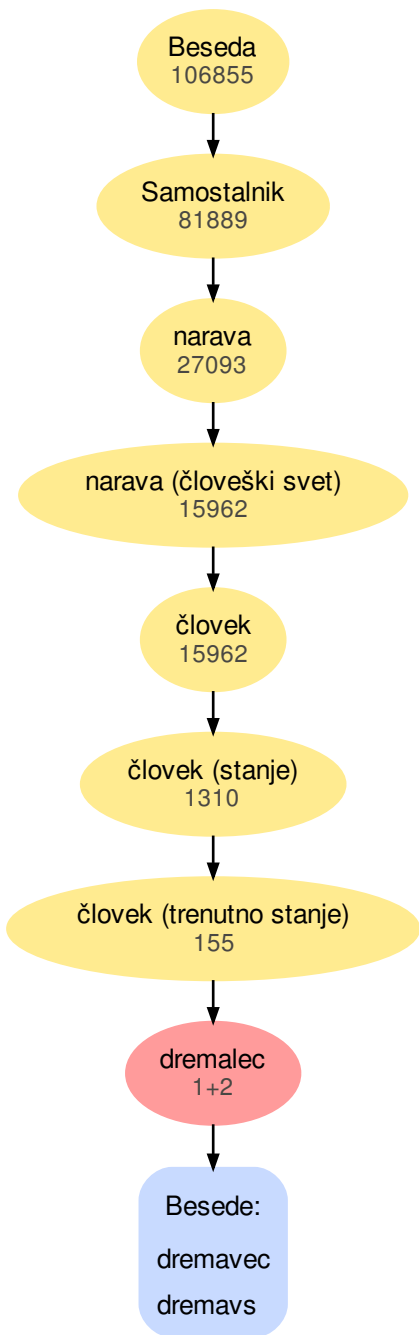 Beseda
106855
Samostalnik
81889
narava
27093
narava (človeški svet)
15962
človek
15962
človek (stanje)
1310
človek (trenutno stanje)
155
dremalec
1+2
Besede:
dremavec
dremavs